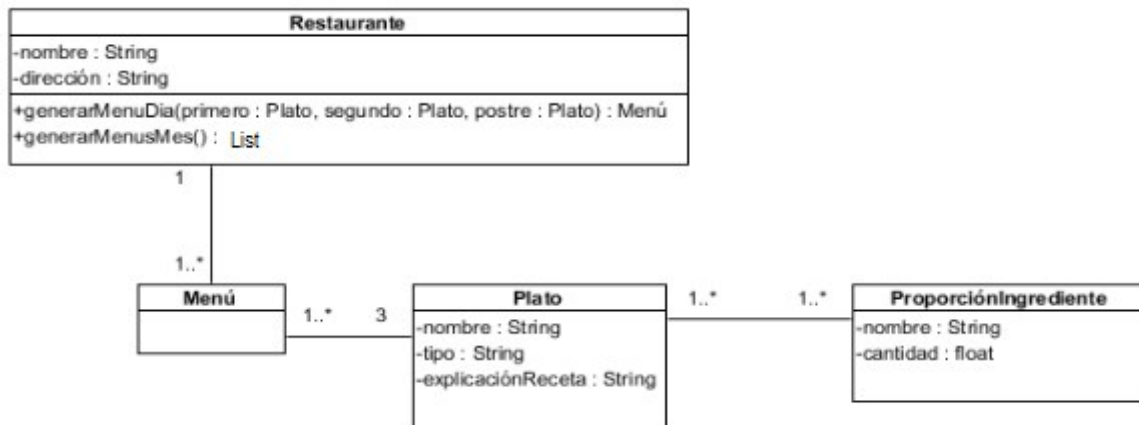 Restaurante
-nombre : String
-dirección : String
+generarMenuDia(primero : Plato, segundo : Plato, postre : Plato) : Menú
+generarMenusMes() : List
1
1..*
Menú
1..*
3
Plato
-nombre : String
-tipo : String
-explicaciónReceta : String
1..*
1..*
ProporciónIngrediente
-nombre : String
-cantidad : float